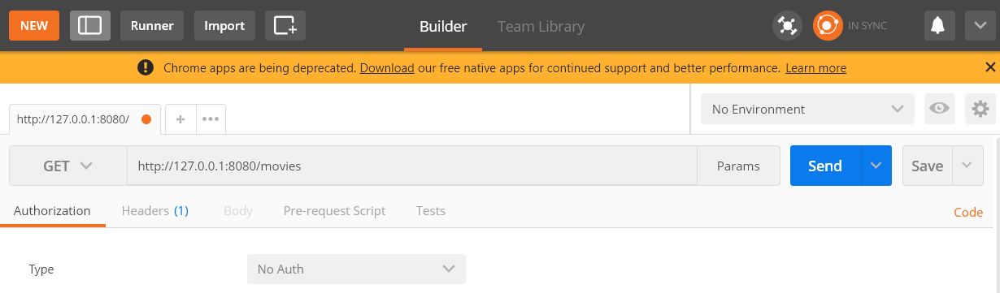 NEW Runner Import Builder Team Library IN SYNC
Chrome apps are being deprecated. Download our free native apps for continued support and better performance. Learn more
http://127.0.0.1:8080/ No Environment
GET http://127.0.0.1:8080/movies Params Send Save
Authorization Headers (1) Body Pre-request Script Tests Code
Type No Auth